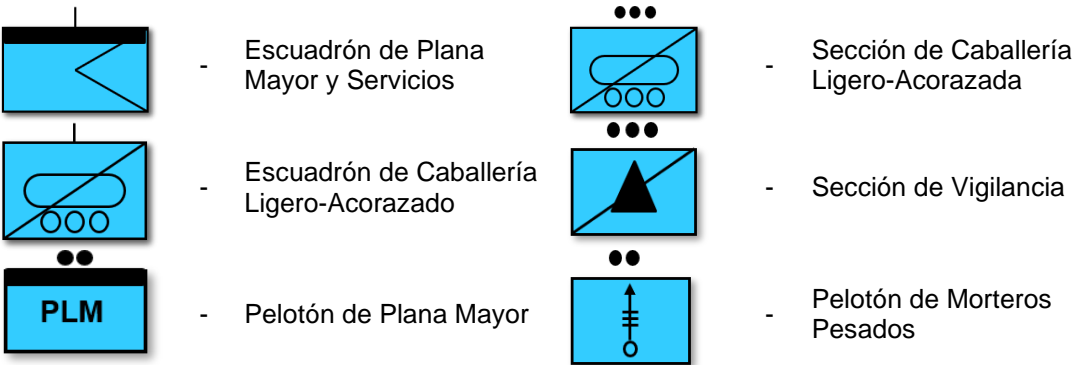 - Escuadrón de Plana
Mayor y Servicios
- Sección de Caballería
Ligero-Acorazada
- Escuadrón de Caballería
Ligero-Acorazado
- Sección de Vigilancia
PLM
- Pelotón de Plana Mayor
- Pelotón de Morteros
Pesados